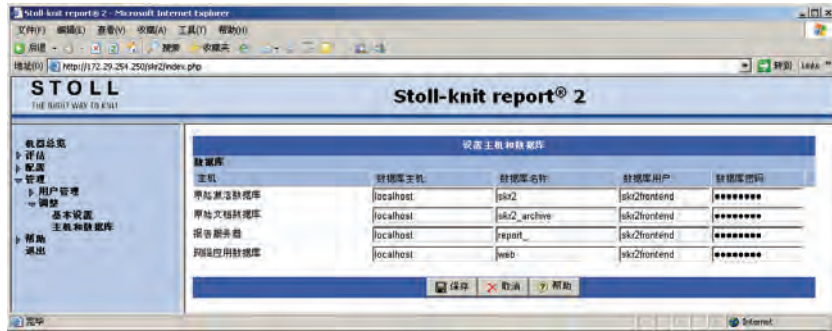 Stoll-knit report® 2 - Microsoft Internet Explorer
文件(F) 编辑(E) 查看(V) 收藏(A) 工具(T) 帮助(H)
后退 搜索 收藏夹
地址(D) http://172.29.254.250/skr2/index.php 转到 Links »
STOLL
THE RIGHT WAY TO KNIT
Stoll-knit report® 2
机器总览
评估
配置
管理
用户管理
调整
基本设置
主机和数据库
帮助
退出
设置主机和数据库
数据库
主机 数据库主机 数据库名称 数据库用户 数据库密码
原始激活数据库 localhost skr2 skr2frontend ●●●●●●●●
原始文档数据库 localhost skr2_archive skr2frontend ●●●●●●●●
报告服务器 localhost report_ skr2frontend ●●●●●●●●
网络应用数据库 localhost web skr2frontend ●●●●●●●●
保存 取消 帮助
完毕 Internet